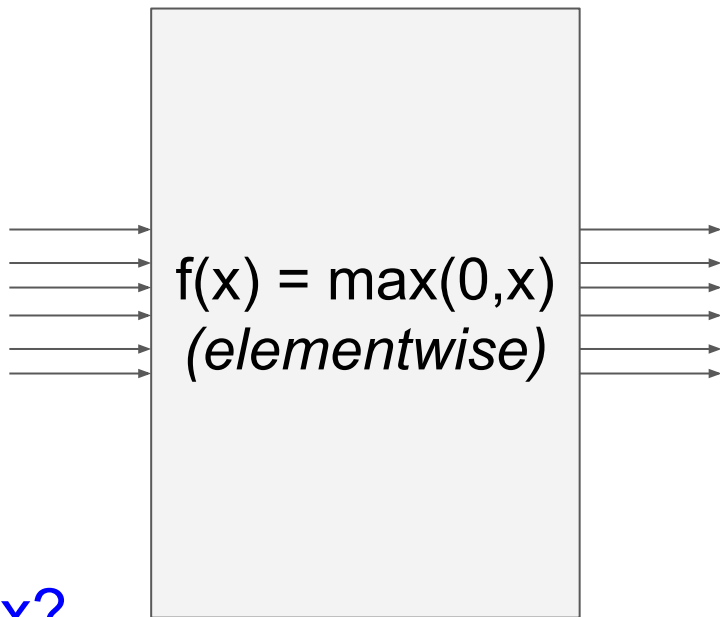 f(x) = max(0,x)
(elementwise)
x?